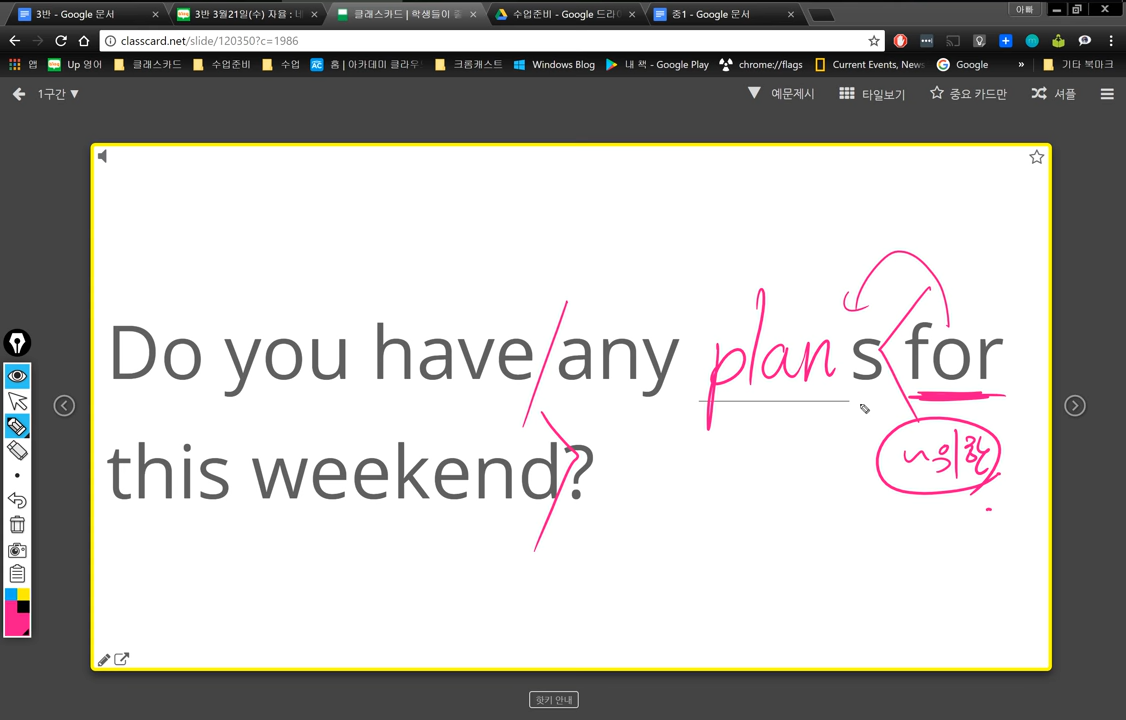 3반 - Google 문서
3반 3월21일(수) 자율 : 네
클래스카드 | 학생들이 좋
수업준비 - Google 드라이
중1 - Google 문서
아빠
classcard.net/slide/120350?c=1986
앱
Up 영어
클래스카드
수업준비
수업
홈 | 아카데미 클라우
크롬캐스트
Windows Blog
내 책 - Google Play
chrome://flags
Current Events, News
Google
»
기타 북마크
1구간 ▼
예문제시
타일보기
중요 카드만
셔플
Do you have / any plans for
this weekend?
~위한
핫키 안내